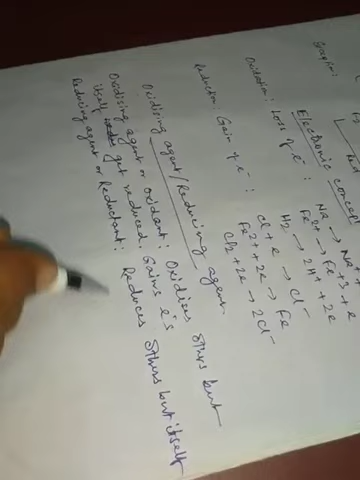 Electronic concept
Oxidation: Loss of e⁻ : Na → Na⁺ + e
Fe²⁺ → Fe+3 + e
H₂ → 2H⁺ + 2e
Reduction: Gain of e⁻ : Cl + e → Cl⁻
Fe²⁺ + 2e → Fe
Cl₂ + 2e → 2Cl⁻
Oxidising agent/Reducing agent.
Oxidising agent or oxidant: Oxidises others but
itself get reduced. Gains e's
Reducing agent or Reductant: Reduces others but itself